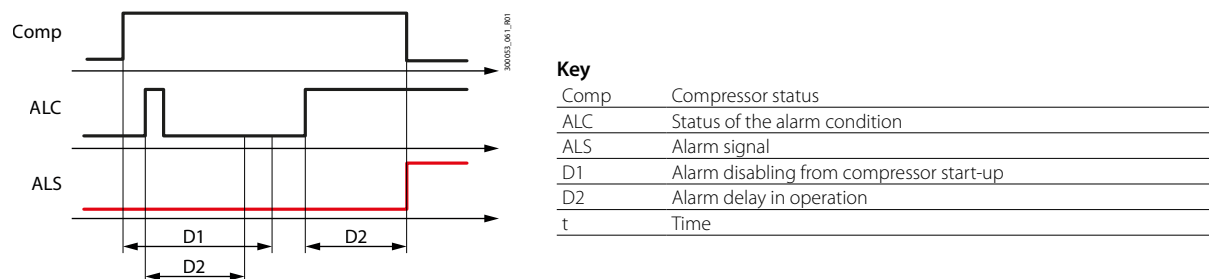 Comp
ALC
ALS
D1
D2
D2
300053_061_R01
Key
Comp Compressor status
ALC Status of the alarm condition
ALS Alarm signal
D1 Alarm disabling from compressor start-up
D2 Alarm delay in operation
t Time